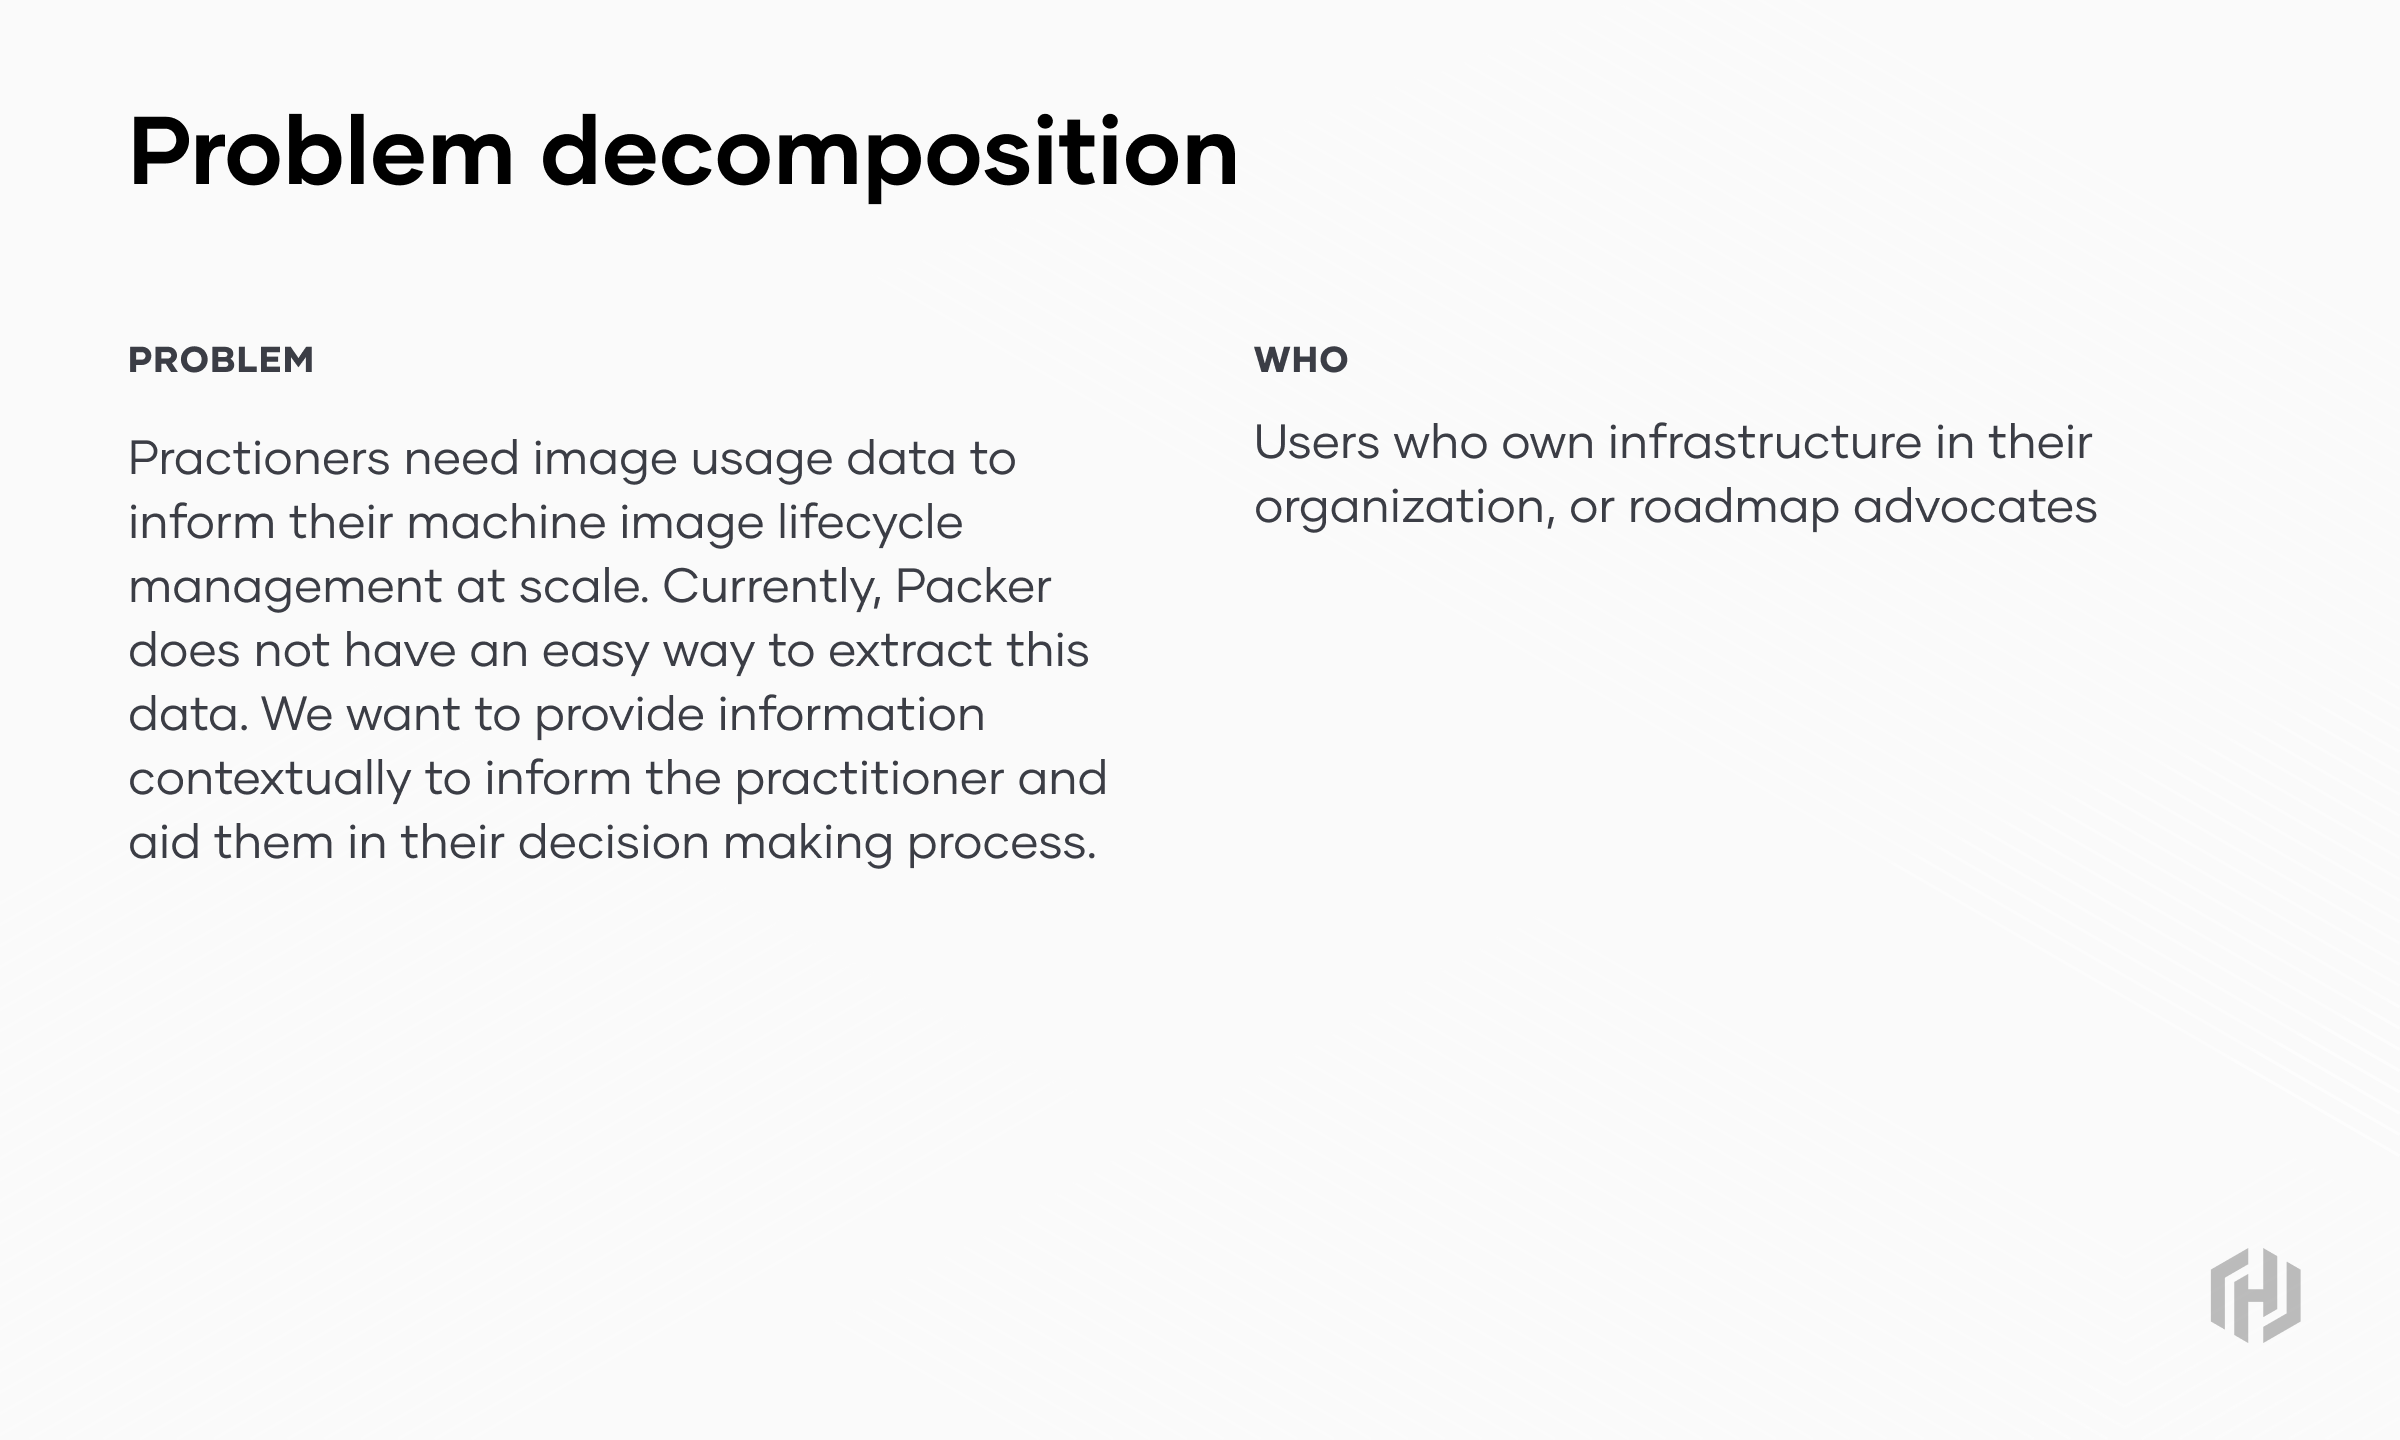 Problem decomposition
PROBLEM
Practioners need image usage data to
inform their machine image lifecycle
management at scale. Currently, Packer
does not have an easy way to extract this
data. We want to provide information
contextually to inform the practitioner and
aid them in their decision making process.
WHO
Users who own infrastructure in their
organization, or roadmap advocates